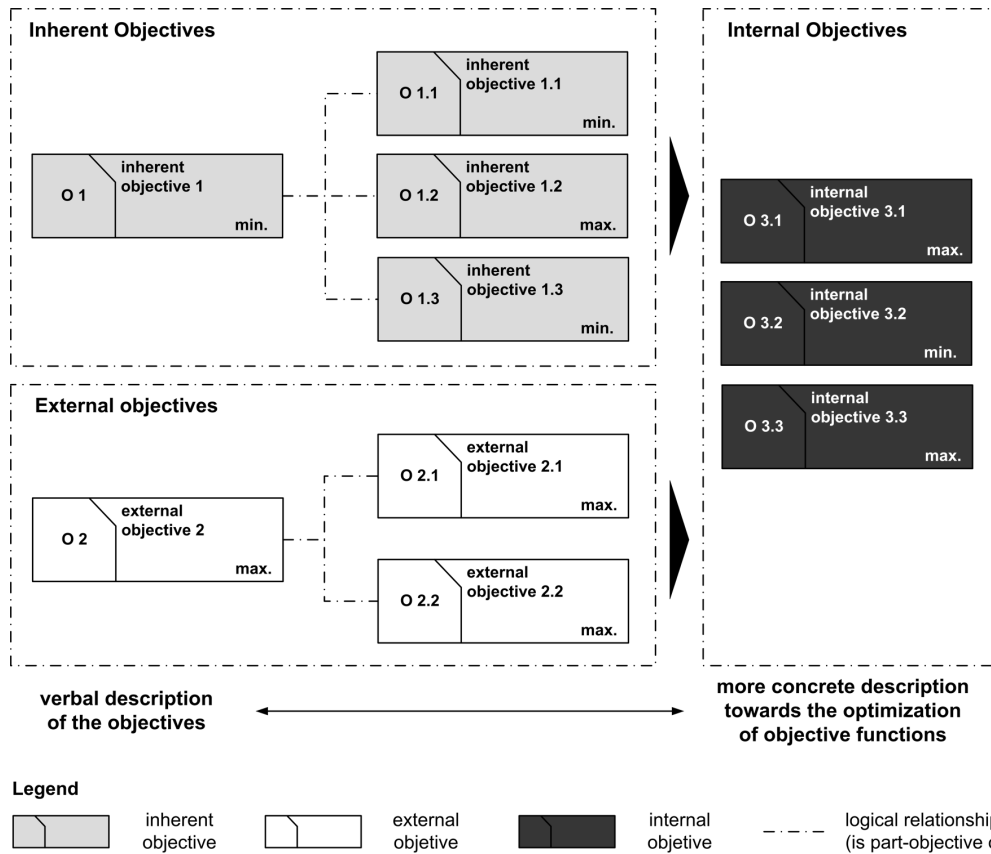 Inherent Objectives
O 1
inherent
objective 1
min.
O 1.1
inherent
objective 1.1
min.
O 1.2
inherent
objective 1.2
max.
O 1.3
inherent
objective 1.3
min.
External objectives
O 2
external
objective 2
max.
O 2.1
external
objective 2.1
max.
O 2.2
external
objective 2.2
max.
Internal Objectives
O 3.1
internal
objective 3.1
max.
O 3.2
internal
objective 3.2
min.
O 3.3
internal
objective 3.3
max.
verbal description
of the objectives
more concrete description
towards the optimization
of objective functions
Legend
inherent
objective
external
objetive
internal
objetive
logical relationshi
(is part-objective